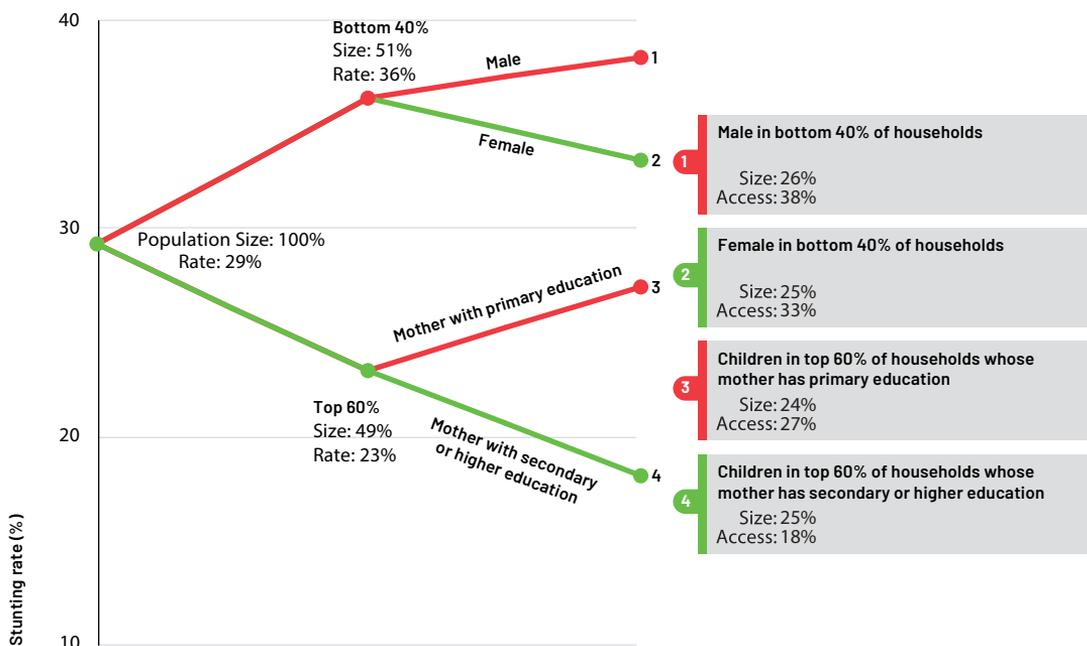 40
Bottom 40%
Size: 51%
Rate: 36%
Male
1
Female
2
30
Population Size: 100%
Rate: 29%
Mother with primary education
3
Top 60%
Size: 49%
Rate: 23%
20
Mother with secondary
or higher education
4
10
Stunting rate (%)
1
Male in bottom 40% of households
Size: 26%
Access: 38%
2
Female in bottom 40% of households
Size: 25%
Access: 33%
3
Children in top 60% of households whose
mother has primary education
Size: 24%
Access: 27%
4
Children in top 60% of households whose
mother has secondary or higher education
Size: 25%
Access: 18%